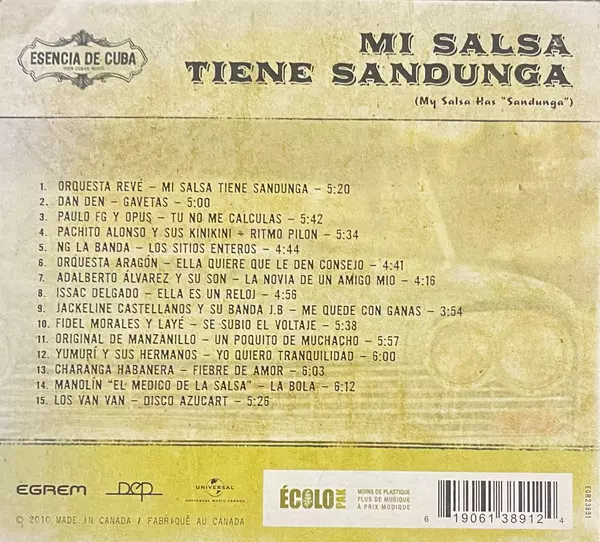 ESENCIA DE CUBA
MI SALSA
TIENE SANDUNGA
(My Salsa Has "Sandunga")
1. ORQUESTA REVÉ – MI SALSA TIENE SANDUNGA – 5:20
2. DAN DEN – GAVETAS – 5:00
3. PAULO FG Y OPUS – TU NO ME CALCULAS – 5:42
4. PACHITO ALONSO Y SUS KINIKINI – RITMO PILON – 5:34
5. NG LA BANDA – LOS SITIOS ENTEROS – 4:44
6. ORQUESTA ARAGÓN – ELLA QUIERE QUE LE DEN CONSEJO – 4:41
7. ADALBERTO ÁLVAREZ Y SU SON – LA NOVIA DE UN AMIGO MIO – 4:16
8. ISSAC DELGADO – ELLA ES UN RELOJ – 4:56
9. JACKELINE CASTELLANOS Y SU BANDA J.B – ME QUEDE CON GANAS – 3:54
10. FIDEL MORALES Y LAYÉ – SE SUBIO EL VOLTAJE – 5:38
11. ORIGINAL DE MANZANILLO – UN POQUITO DE MUCHACHO – 5:57
12. YUMURÍ Y SUS HERMANOS – YO QUIERO TRANQUILIDAD – 6:00
13. CHARANGA HABANERA – FIEBRE DE AMOR – 6:03
14. MANOLÍN "EL MEDICO DE LA SALSA" – LA BOLA – 6:12
15. LOS VAN VAN – DISCO AZUCART – 5:26
EGREM DEP UNIVERSAL
UNIVERSAL MUSIC CANADA
ÉCOLO PAK
MOINS DE PLASTIQUE
PLUS DE MUSIQUE
À PRIX MODIQUE
6 19061 38912 4
EGR23891
© 2010 MADE IN CANADA / FABRIQUÉ AU CANADA